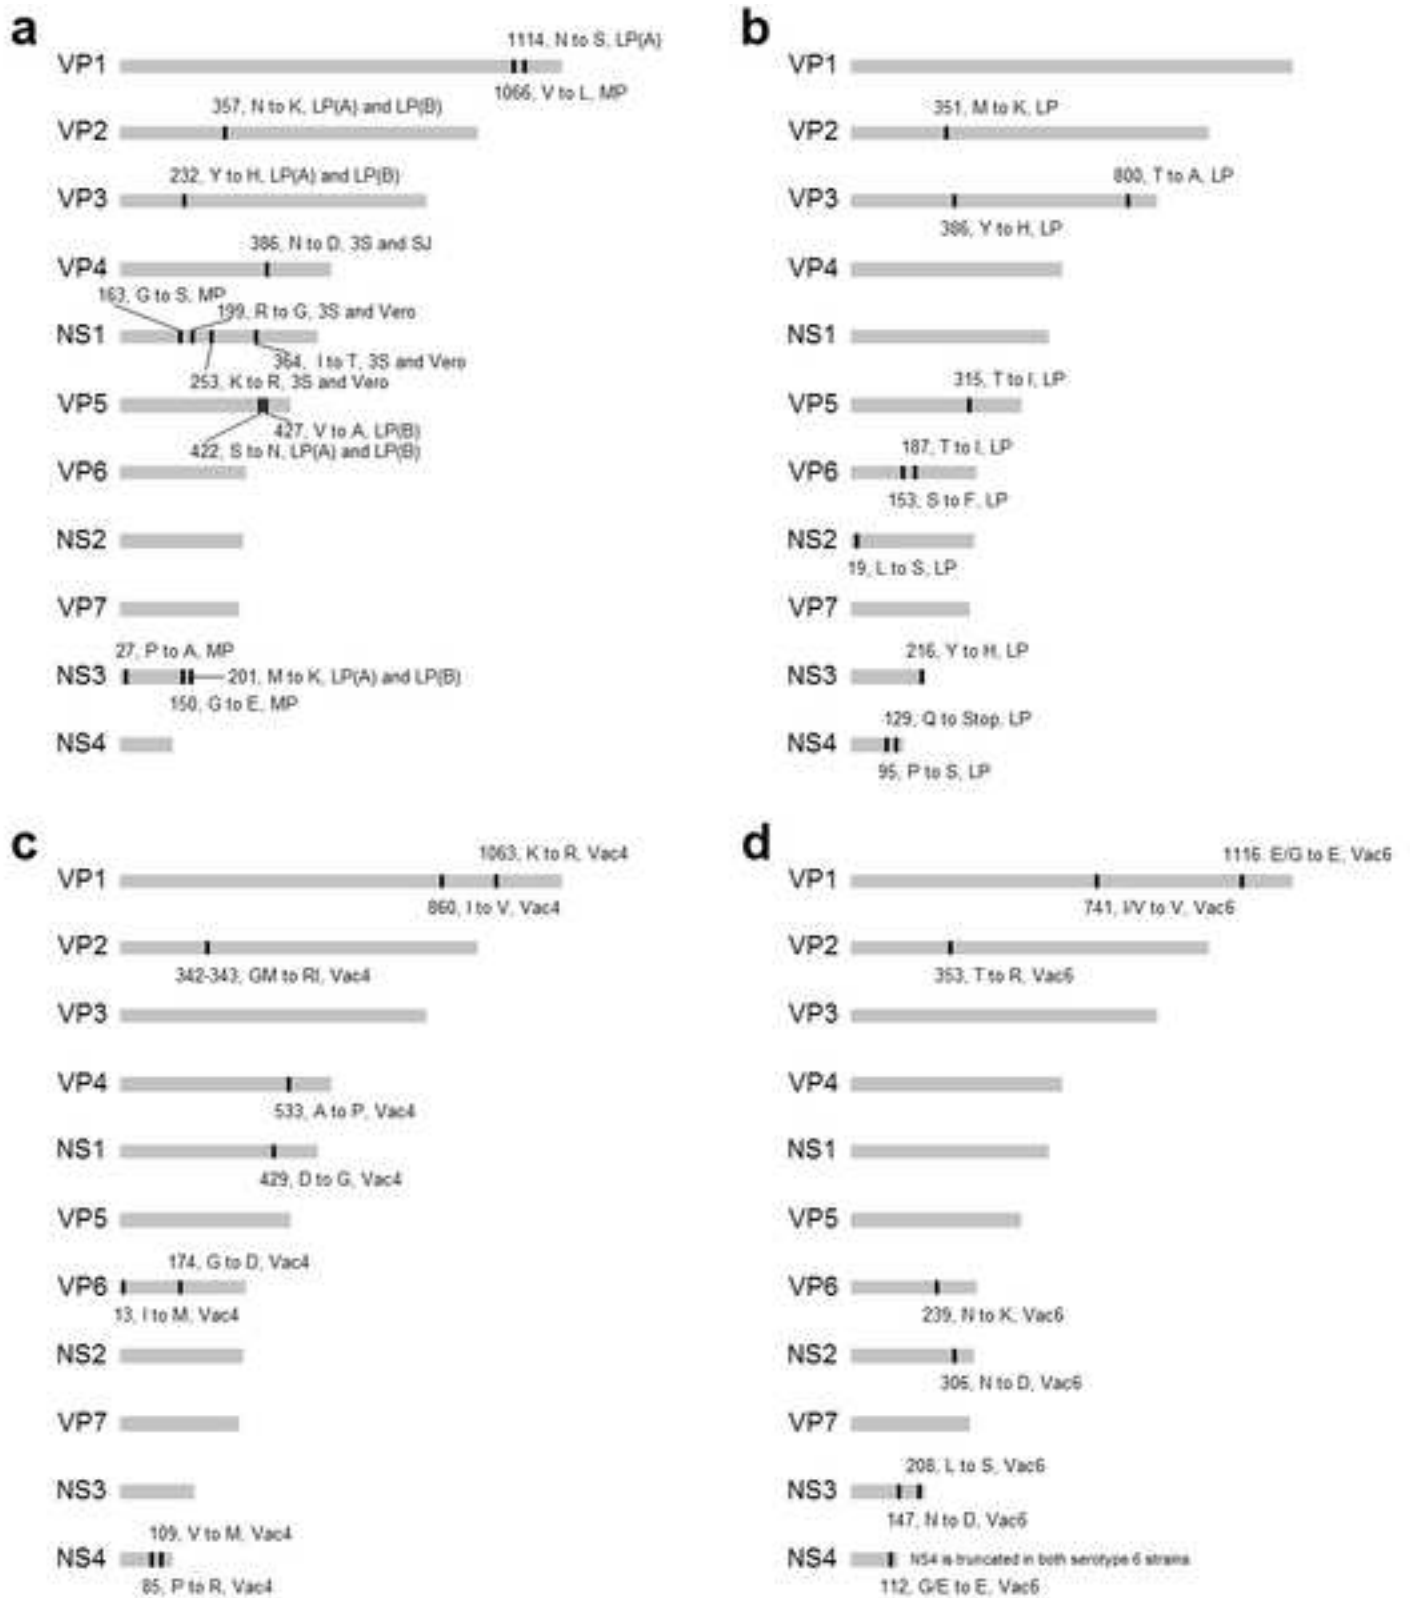 a
1114, N to S, LP(A)
VP1
1066, V to L, MP
357, N to K, LP(A) and LP(B)
VP2
232, Y to H, LP(A) and LP(B)
VP3
386, N to D, 3S and SJ
VP4
163, G to S, MP
199, R to G, 3S and Vero
NS1
364, I to T, 3S and Vero
253, K to R, 3S and Vero
VP5
427, V to A, LP(B)
422, S to N, LP(A) and LP(B)
VP6
NS2
VP7
27, P to A, MP
NS3
201, M to K, LP(A) and LP(B)
150, G to E, MP
NS4
b
VP1
351, M to K, LP
VP2
800, T to A, LP
VP3
386, Y to H, LP
VP4
NS1
315, T to I, LP
VP5
187, T to I, LP
VP6
153, S to F, LP
NS2
19, L to S, LP
VP7
216, Y to H, LP
NS3
129, Q to Stop, LP
NS4
95, P to S, LP
c
1063, K to R, Vac4
VP1
860, I to V, Vac4
VP2
342-343, GM to RI, Vac4
VP3
VP4
533, A to P, Vac4
NS1
429, D to G, Vac4
VP5
174, G to D, Vac4
VP6
13, I to M, Vac4
NS2
VP7
NS3
109, V to M, Vac4
NS4
85, P to R, Vac4
d
1116, E/G to E, Vac6
VP1
741, I/V to V, Vac6
VP2
353, T to R, Vac6
VP3
VP4
NS1
VP5
VP6
239, N to K, Vac6
NS2
306, N to D, Vac6
VP7
208, L to S, Vac6
NS3
147, N to D, Vac6
NS4
NS4 is truncated in both serotype 6 strains
112, G/E to E, Vac6